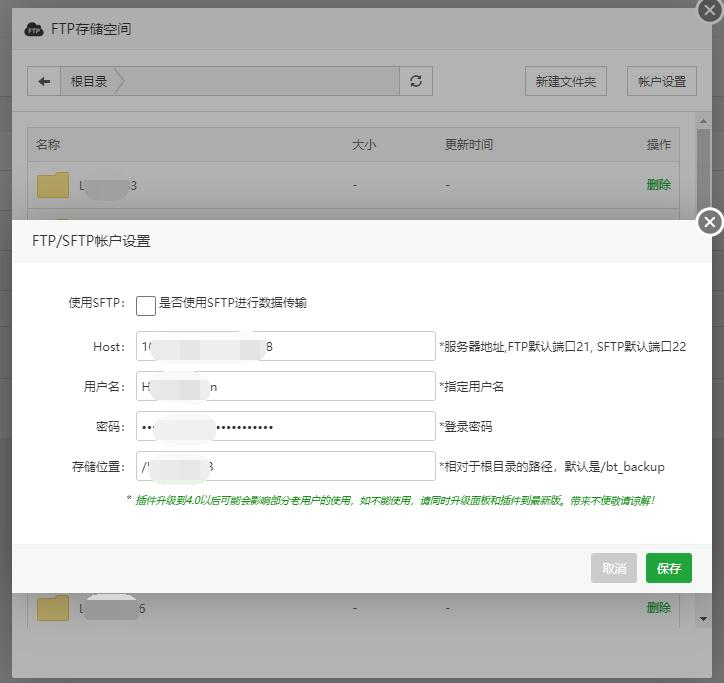 FTP存储空间
根目录 新建文件夹 帐户设置
名称 大小 更新时间 操作
L 3 - - 删除
FTP/SFTP帐户设置
使用SFTP: 是否使用SFTP进行数据传输
Host: 1 8 *服务器地址,FTP默认端口21, SFTP默认端口22
用户名: H n *指定用户名
密码: *登录密码
存储位置: / 3 *相对于根目录的路径，默认是/bt_backup
* 插件升级到4.0以后可能会影响部分老用户的使用，如不能使用，请同时升级面板和插件到最新版。带来不便敬请谅解！
取消 保存
L 6 - - 删除